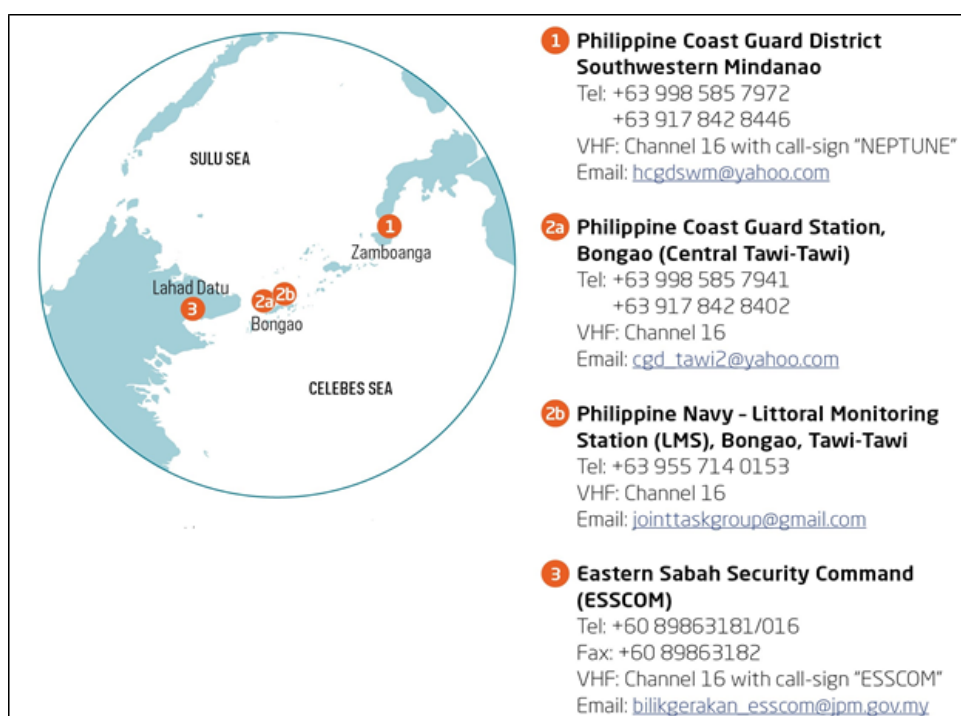 SULU SEA
1
Zamboanga
Lahad Datu
3
2a
2b
Bongao
CELEBES SEA
1 Philippine Coast Guard District
Southwestern Mindanao
Tel: +63 998 585 7972
+63 917 842 8446
VHF: Channel 16 with call-sign "NEPTUNE"
Email: hcgdswm@yahoo.com
2a Philippine Coast Guard Station,
Bongao (Central Tawi-Tawi)
Tel: +63 998 585 7941
+63 917 842 8402
VHF: Channel 16
Email: cgd_tawi2@yahoo.com
2b Philippine Navy – Littoral Monitoring
Station (LMS), Bongao, Tawi-Tawi
Tel: +63 955 714 0153
VHF: Channel 16
Email: jointtaskgroup@gmail.com
3 Eastern Sabah Security Command
(ESSCOM)
Tel: +60 89863181/016
Fax: +60 89863182
VHF: Channel 16 with call-sign "ESSCOM"
Email: bilikgerakan_esscom@jpm.gov.my